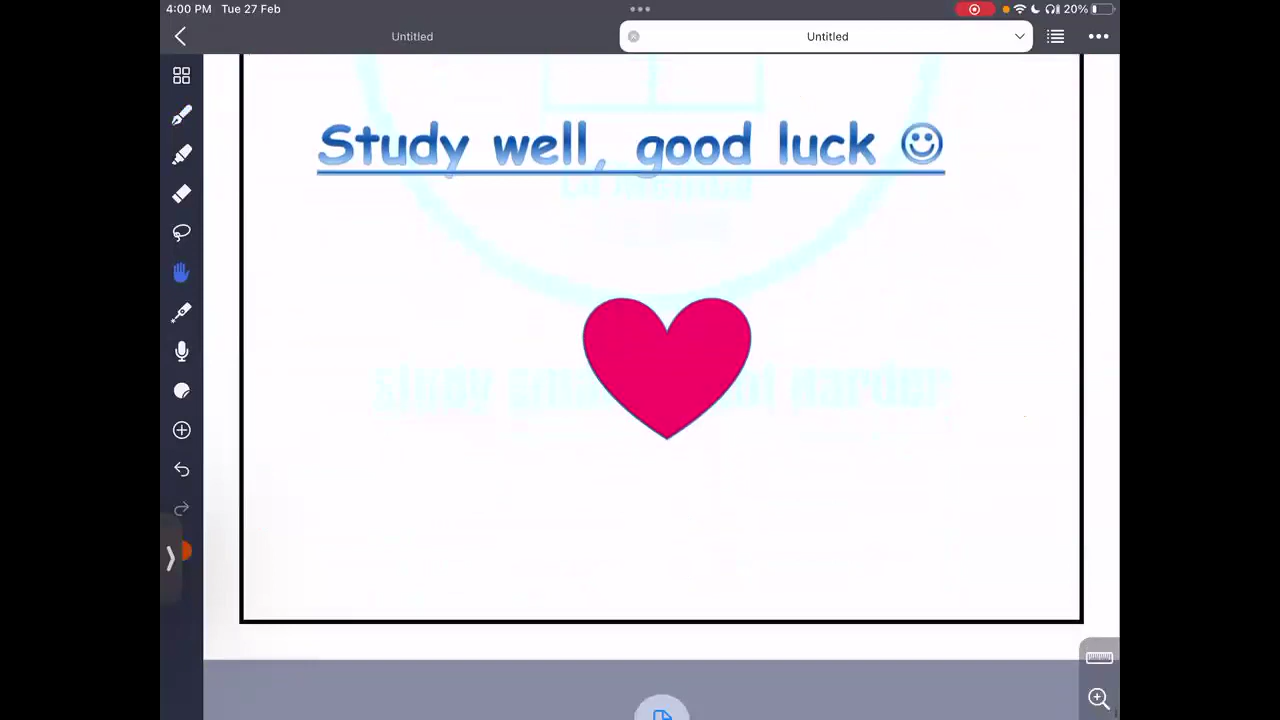 4:00 PM Tue 27 Feb
20%
Untitled
Untitled
Study well, good luck ☺